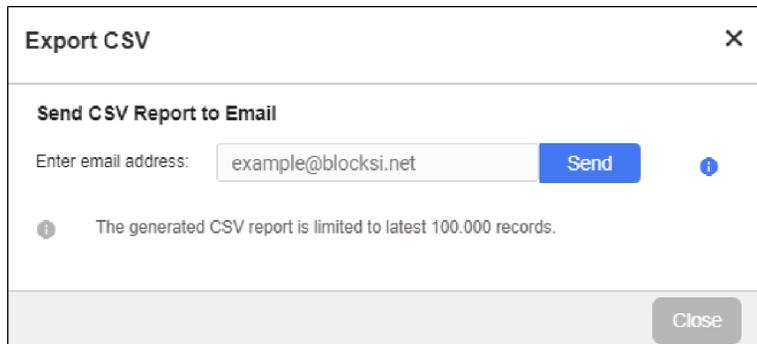 Export CSV
Send CSV Report to Email
Enter email address: example@blocksi.net Send
The generated CSV report is limited to latest 100.000 records.
Close